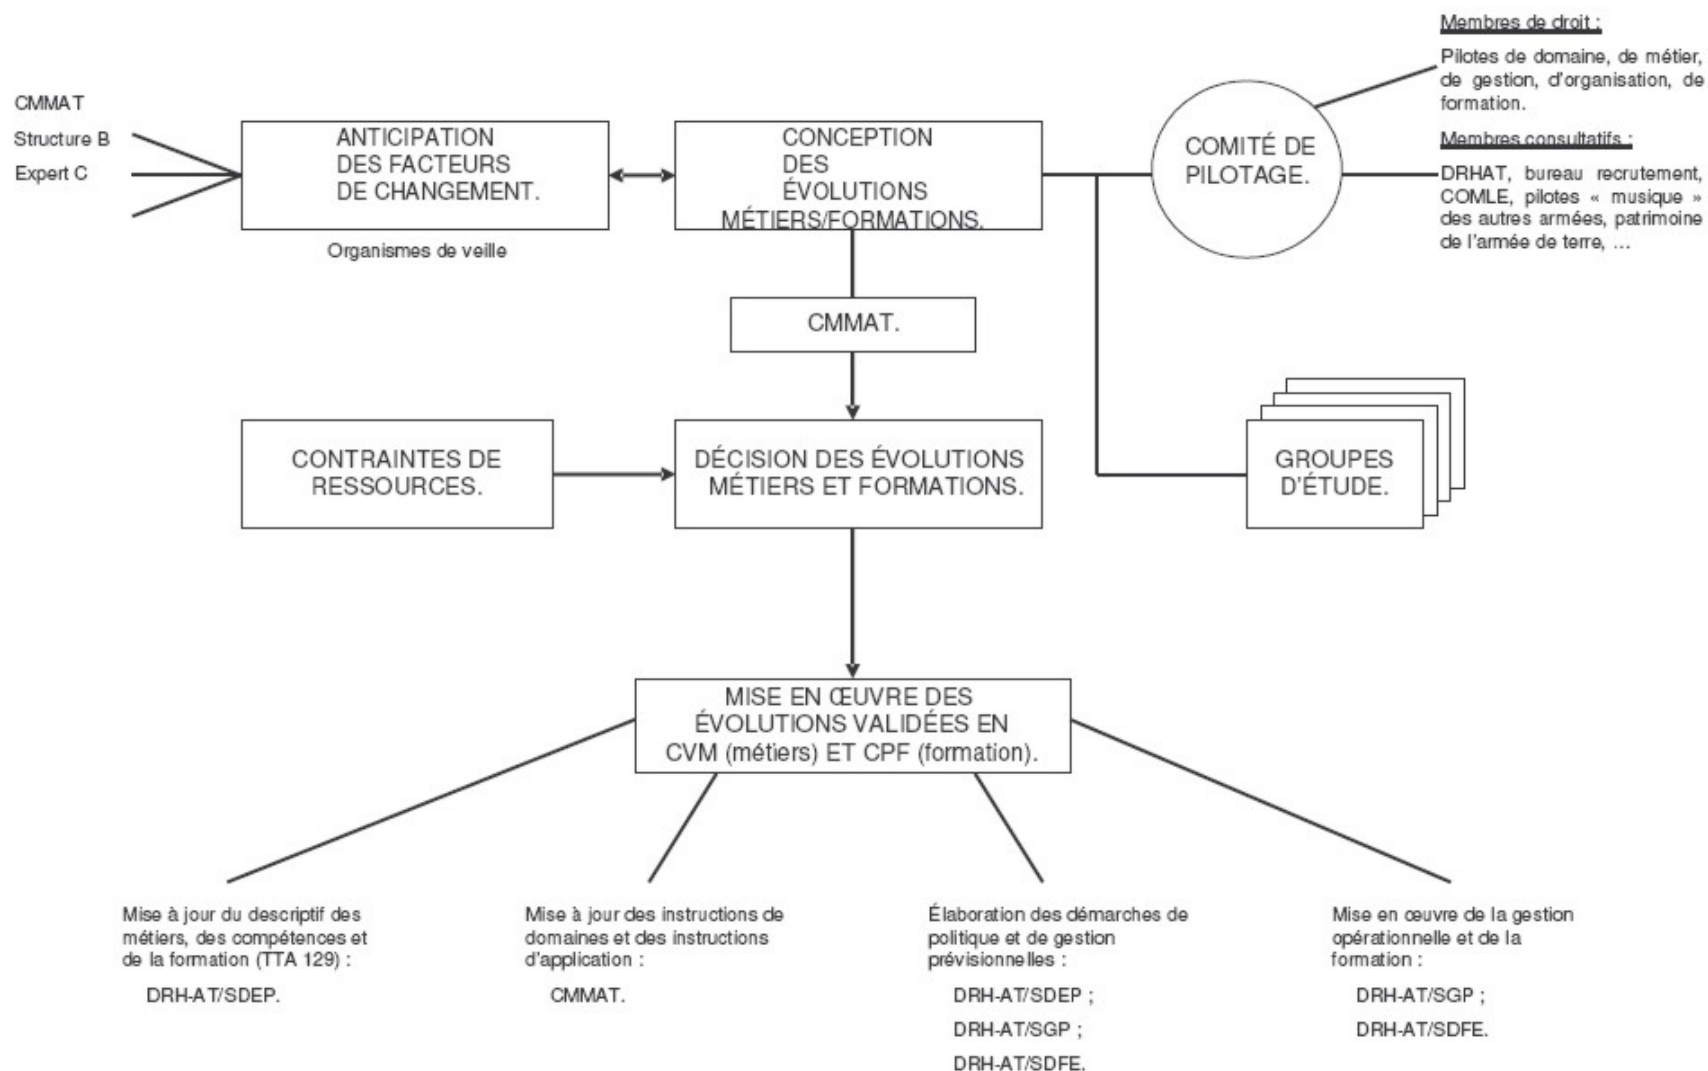 Membres de droit :
Pilotes de domaine, de métier,
de gestion, d'organisation, de
formation.
CMMAT
Structure B
Expert C
ANTICIPATION
DES FACTEURS
DE CHANGEMENT.
Organismes de veille
CONCEPTION
DES
ÉVOLUTIONS
MÉTIERS/FORMATIONS.
COMITÉ DE
PILOTAGE.
Membres consultatifs :
DRHAT, bureau recrutement,
COMLE, pilotes « musique »
des autres armées, patrimoine
de l'armée de terre, ...
CMMAT.
CONTRAINTES DE
RESSOURCES.
DÉCISION DES ÉVOLUTIONS
MÉTIERS ET FORMATIONS.
GROUPES
D'ÉTUDE.
MISE EN ŒUVRE DES
ÉVOLUTIONS VALIDÉES EN
CVM (métiers) ET CPF (formation).
Mise à jour du descriptif des
métiers, des compétences et
de la formation (TTA 129) :
DRH-AT/SDEP.
Mise à jour des instructions de
domaines et des instructions
d'application :
CMMAT.
Élaboration des démarches de
politique et de gestion
prévisionnelles :
DRH-AT/SDEP ;
DRH-AT/SGP ;
DRH-AT/SDFE.
Mise en œuvre de la gestion
opérationnelle et de la
formation :
DRH-AT/SGP ;
DRH-AT/SDFE.